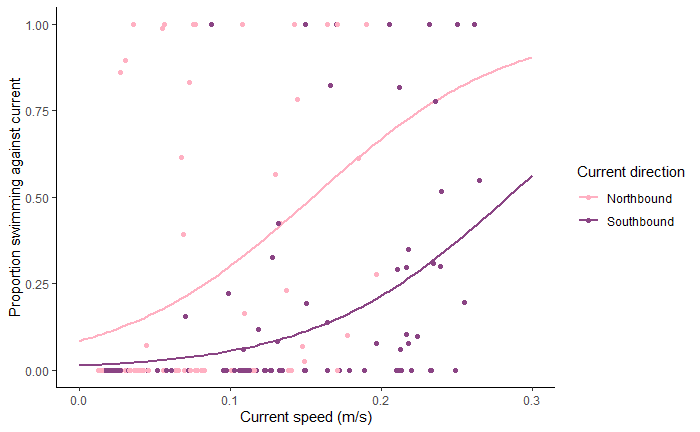 1.00
0.75
0.50
0.25
0.00
Proportion swimming against current
0.0 0.1 0.2 0.3
Current speed (m/s)
Current direction
Northbound
Southbound